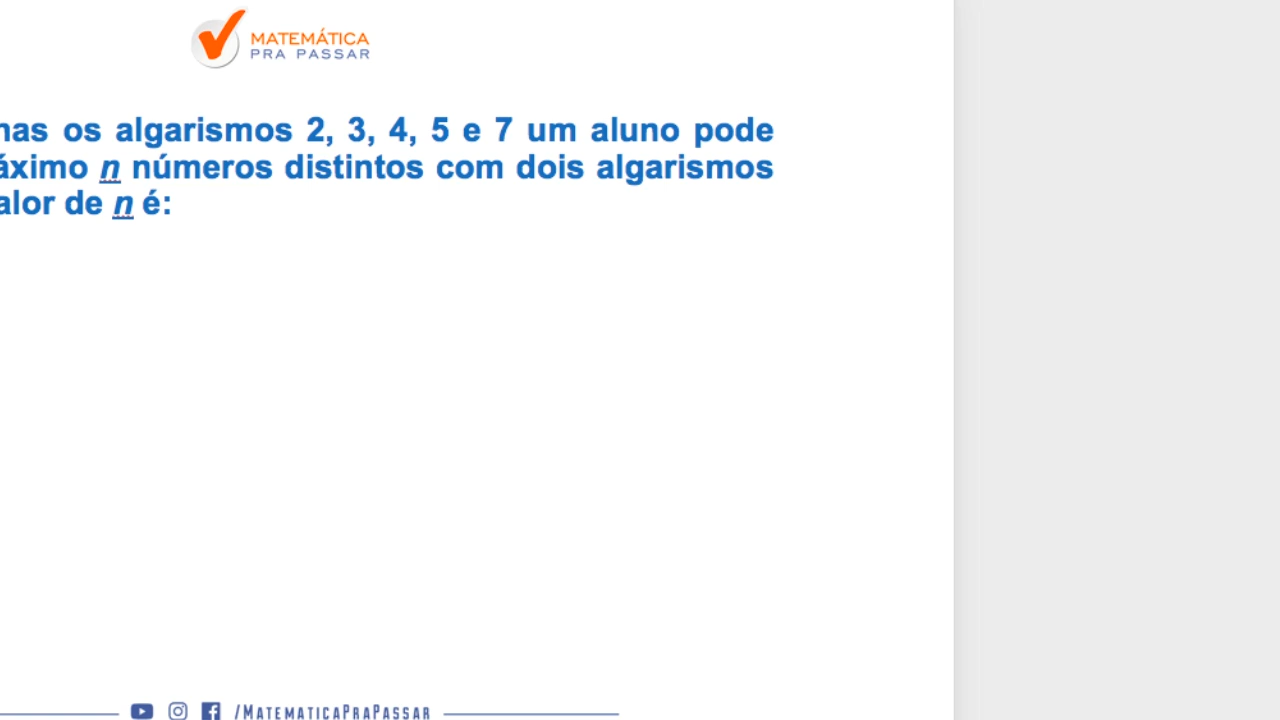 MATEMÁTICA
PRA PASSAR
nas os algarismos 2, 3, 4, 5 e 7 um aluno pode
áximo n números distintos com dois algarismos
alor de n é:
/MATEMATICAPRAPASSAR